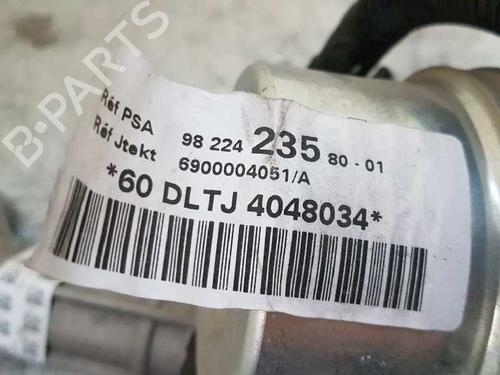 B-PARTS
Réf PSA 98 224 235 80 - 01
Réf Jtekt 6900004051/A
*60 DLTJ 4048034*